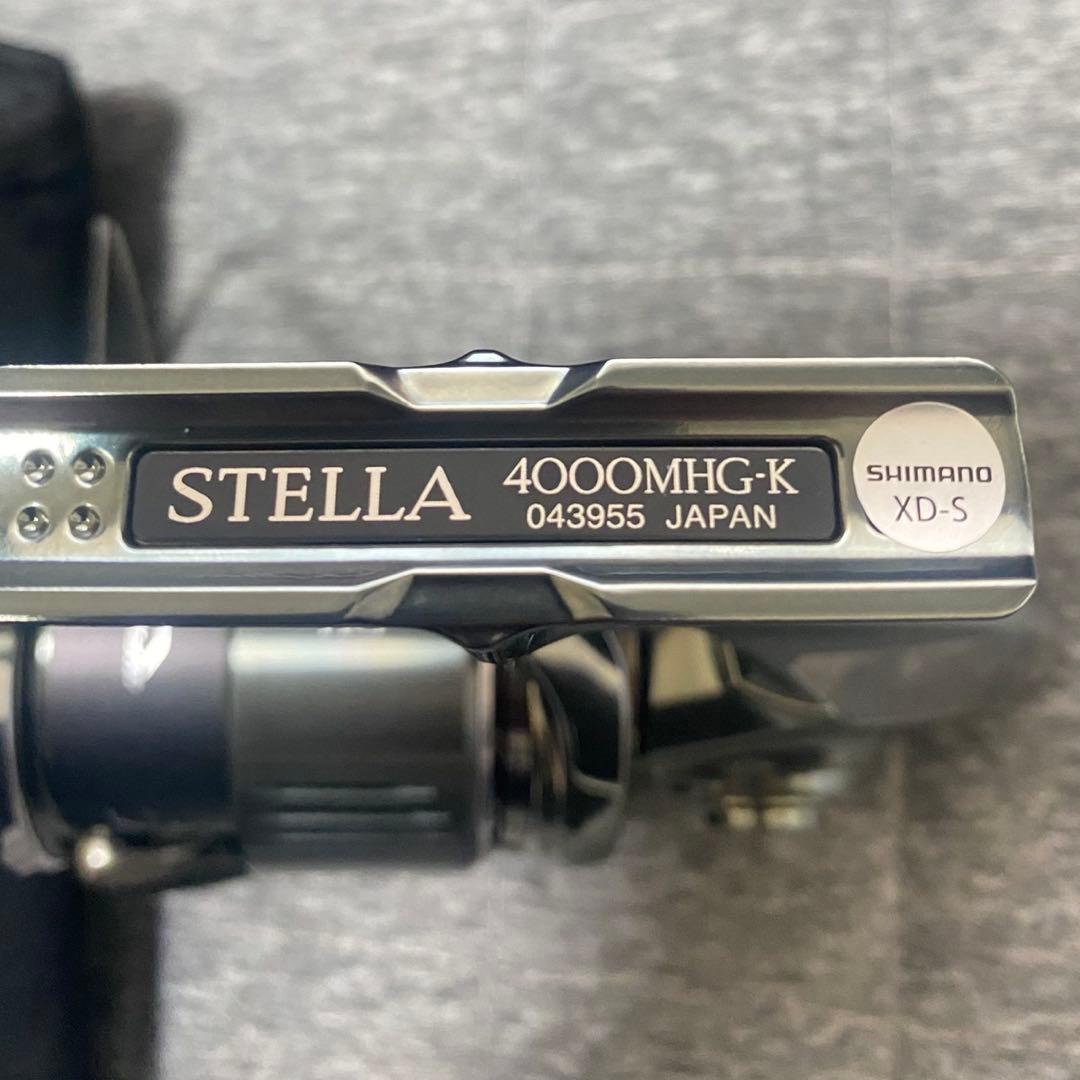 STELLA
4000MHG-K
043955 JAPAN
SHIMANO
XD-S